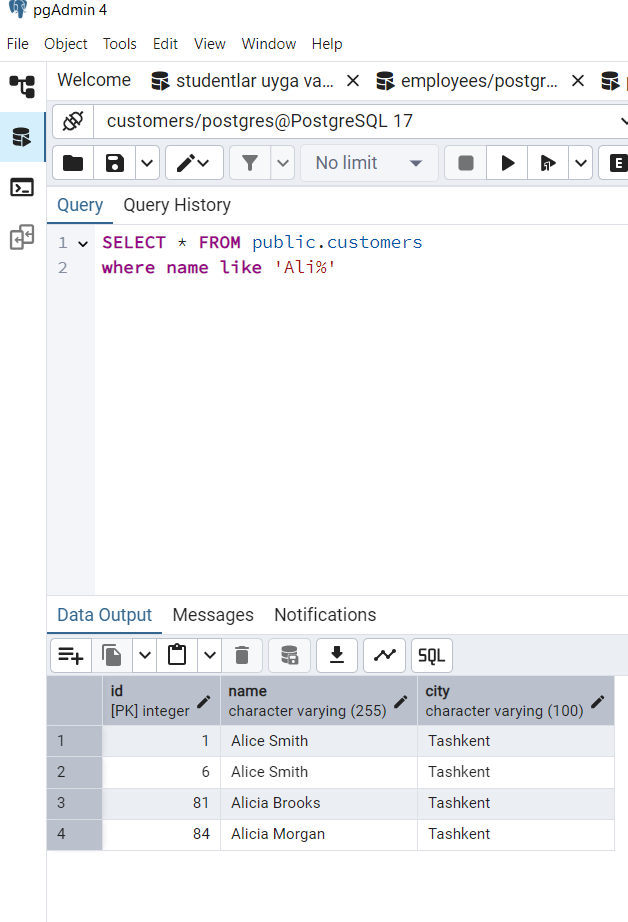 pgAdmin 4
File Object Tools Edit View Window Help
Welcome studentlar uyga va... employees/postgr...
customers/postgres@PostgreSQL 17
No limit E
Query Query History
1 SELECT * FROM public.customers
2 where name like 'Ali%'
Data Output Messages Notifications
SQL
id name city
[PK] integer character varying (255) character varying (100)
1 1 Alice Smith Tashkent
2 6 Alice Smith Tashkent
3 81 Alicia Brooks Tashkent
4 84 Alicia Morgan Tashkent